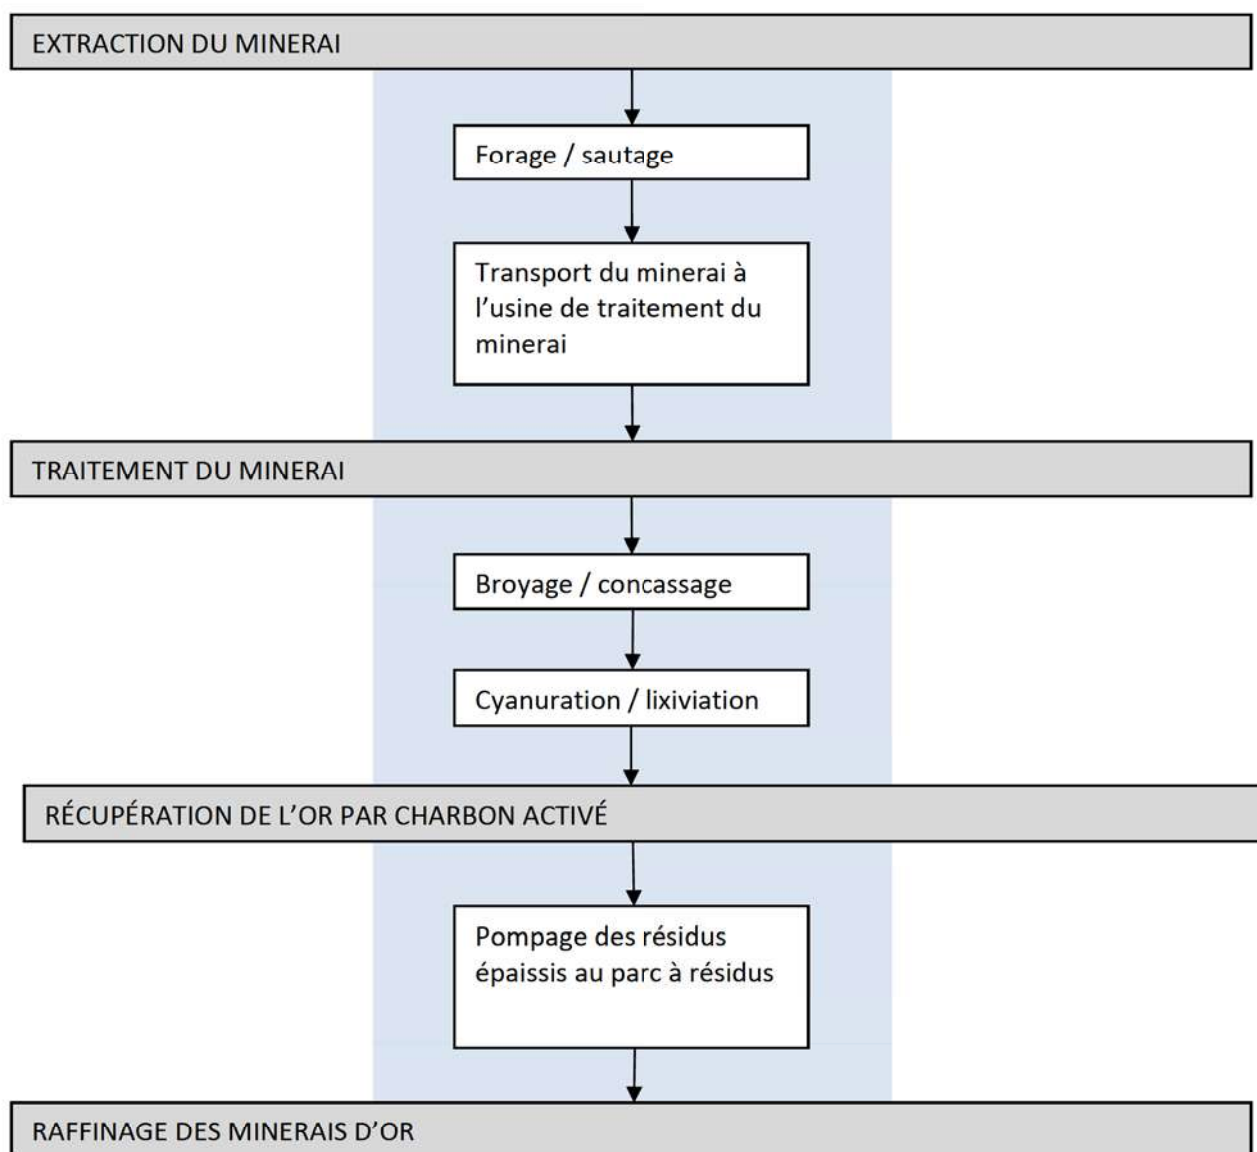 EXTRACTION DU MINERAI
Forage / sautage
Transport du minerai à
l’usine de traitement du
minerai
TRAITEMENT DU MINERAI
Broyage / concassage
Cyanuration / lixiviation
RÉCUPÉRATION DE L’OR PAR CHARBON ACTIVÉ
Pompage des résidus
épaissis au parc à résidus
RAFFINAGE DES MINERAIS D’OR